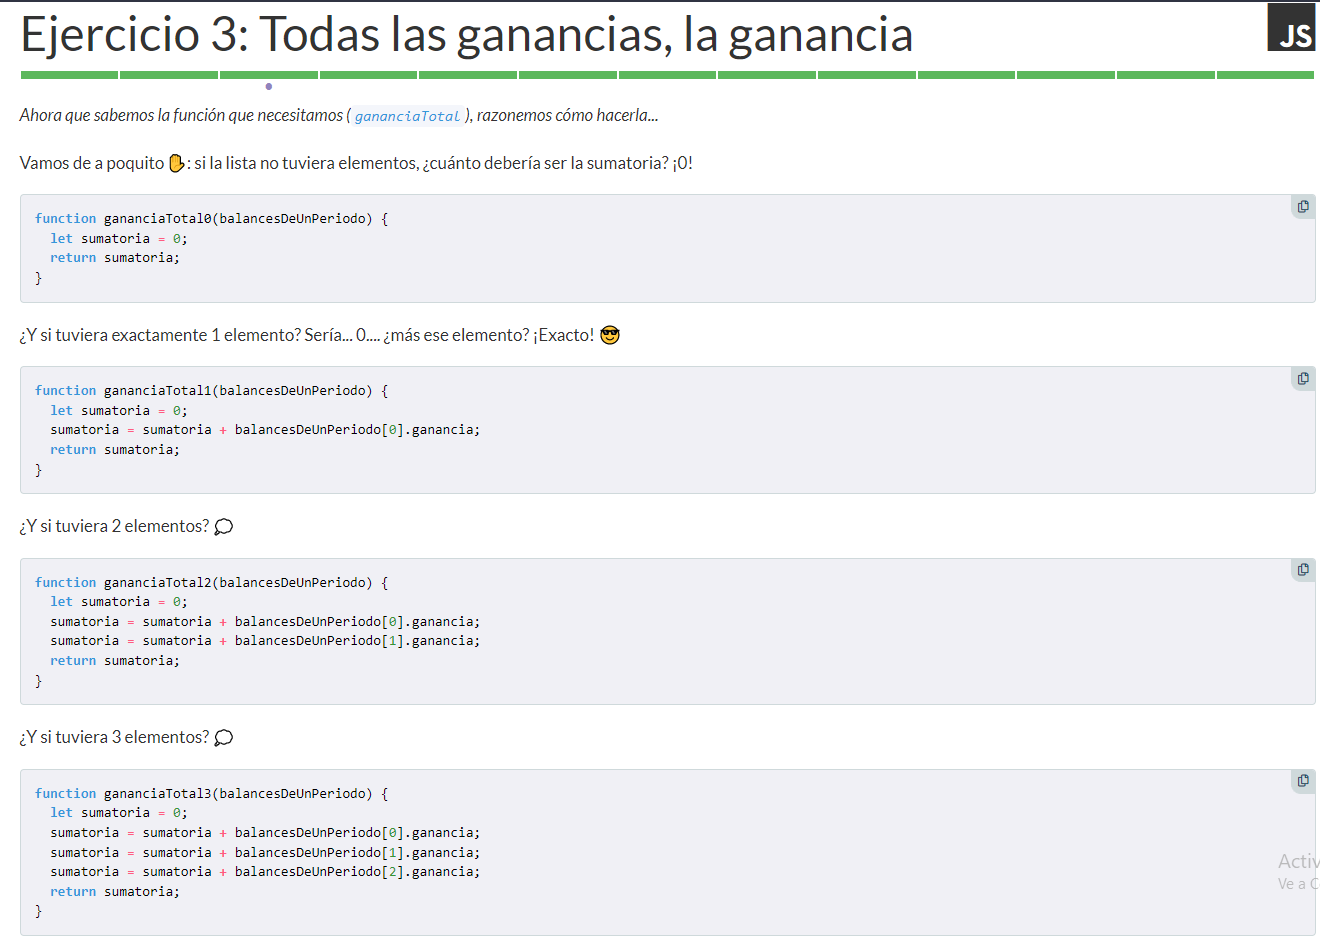 Ejercicio 3: Todas las ganancias, la ganancia
JS
Ahora que sabemos la función que necesitamos ( gananciaTotal ), razonemos cómo hacerla...
Vamos de a poquito ✋: si la lista no tuviera elementos, ¿cuánto debería ser la sumatoria? ¡0!
function gananciaTotal0(balancesDeUnPeriodo) {
  let sumatoria = 0;
  return sumatoria;
}
¿Y si tuviera exactamente 1 elemento? Sería... 0.... ¿más ese elemento? ¡Exacto! 😎
function gananciaTotal1(balancesDeUnPeriodo) {
  let sumatoria = 0;
  sumatoria = sumatoria + balancesDeUnPeriodo[0].ganancia;
  return sumatoria;
}
¿Y si tuviera 2 elementos? 💭
function gananciaTotal2(balancesDeUnPeriodo) {
  let sumatoria = 0;
  sumatoria = sumatoria + balancesDeUnPeriodo[0].ganancia;
  sumatoria = sumatoria + balancesDeUnPeriodo[1].ganancia;
  return sumatoria;
}
¿Y si tuviera 3 elementos? 💭
function gananciaTotal3(balancesDeUnPeriodo) {
  let sumatoria = 0;
  sumatoria = sumatoria + balancesDeUnPeriodo[0].ganancia;
  sumatoria = sumatoria + balancesDeUnPeriodo[1].ganancia;
  sumatoria = sumatoria + balancesDeUnPeriodo[2].ganancia;
  return sumatoria;
}
Activ
Ve a C